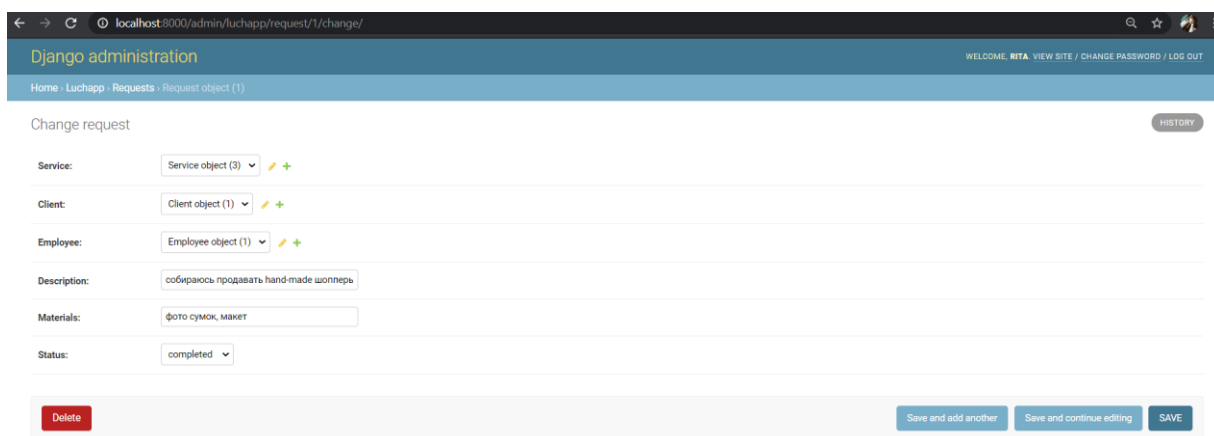 localhost:8000/admin/luchapp/request/1/change/
Django administration
WELCOME, RITA. VIEW SITE / CHANGE PASSWORD / LOG OUT
Home › Luchapp › Requests › Request object (1)
Change request
HISTORY
Service: Service object (3)
Client: Client object (1)
Employee: Employee object (1)
Description: собираюсь продавать hand-made шопперь
Materials: фото сумок, макет
Status: completed
Delete Save and add another Save and continue editing SAVE